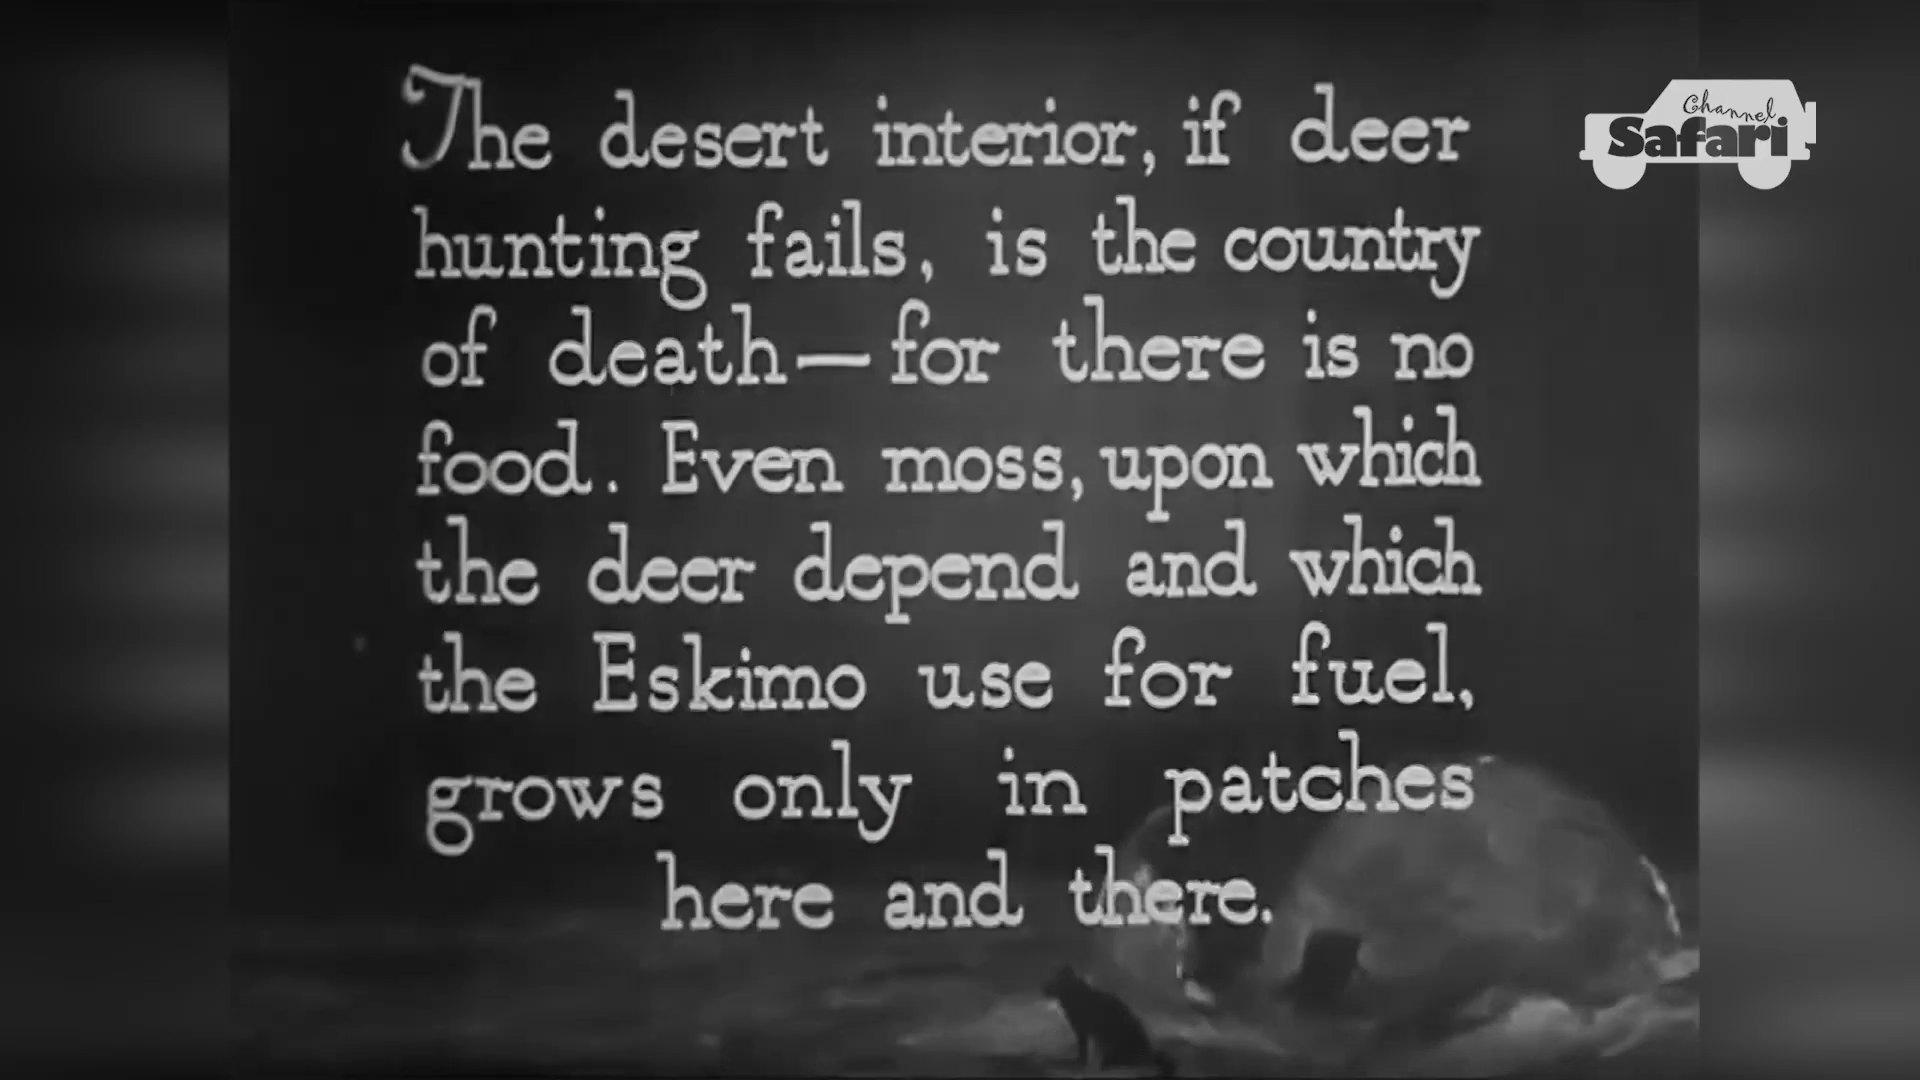 The desert interior, if deer
hunting fails, is the country
of death—for there is no
food. Even moss, upon which
the deer depend and which
the Eskimo use for fuel,
grows only in patches
here and there.
Channel
Safari